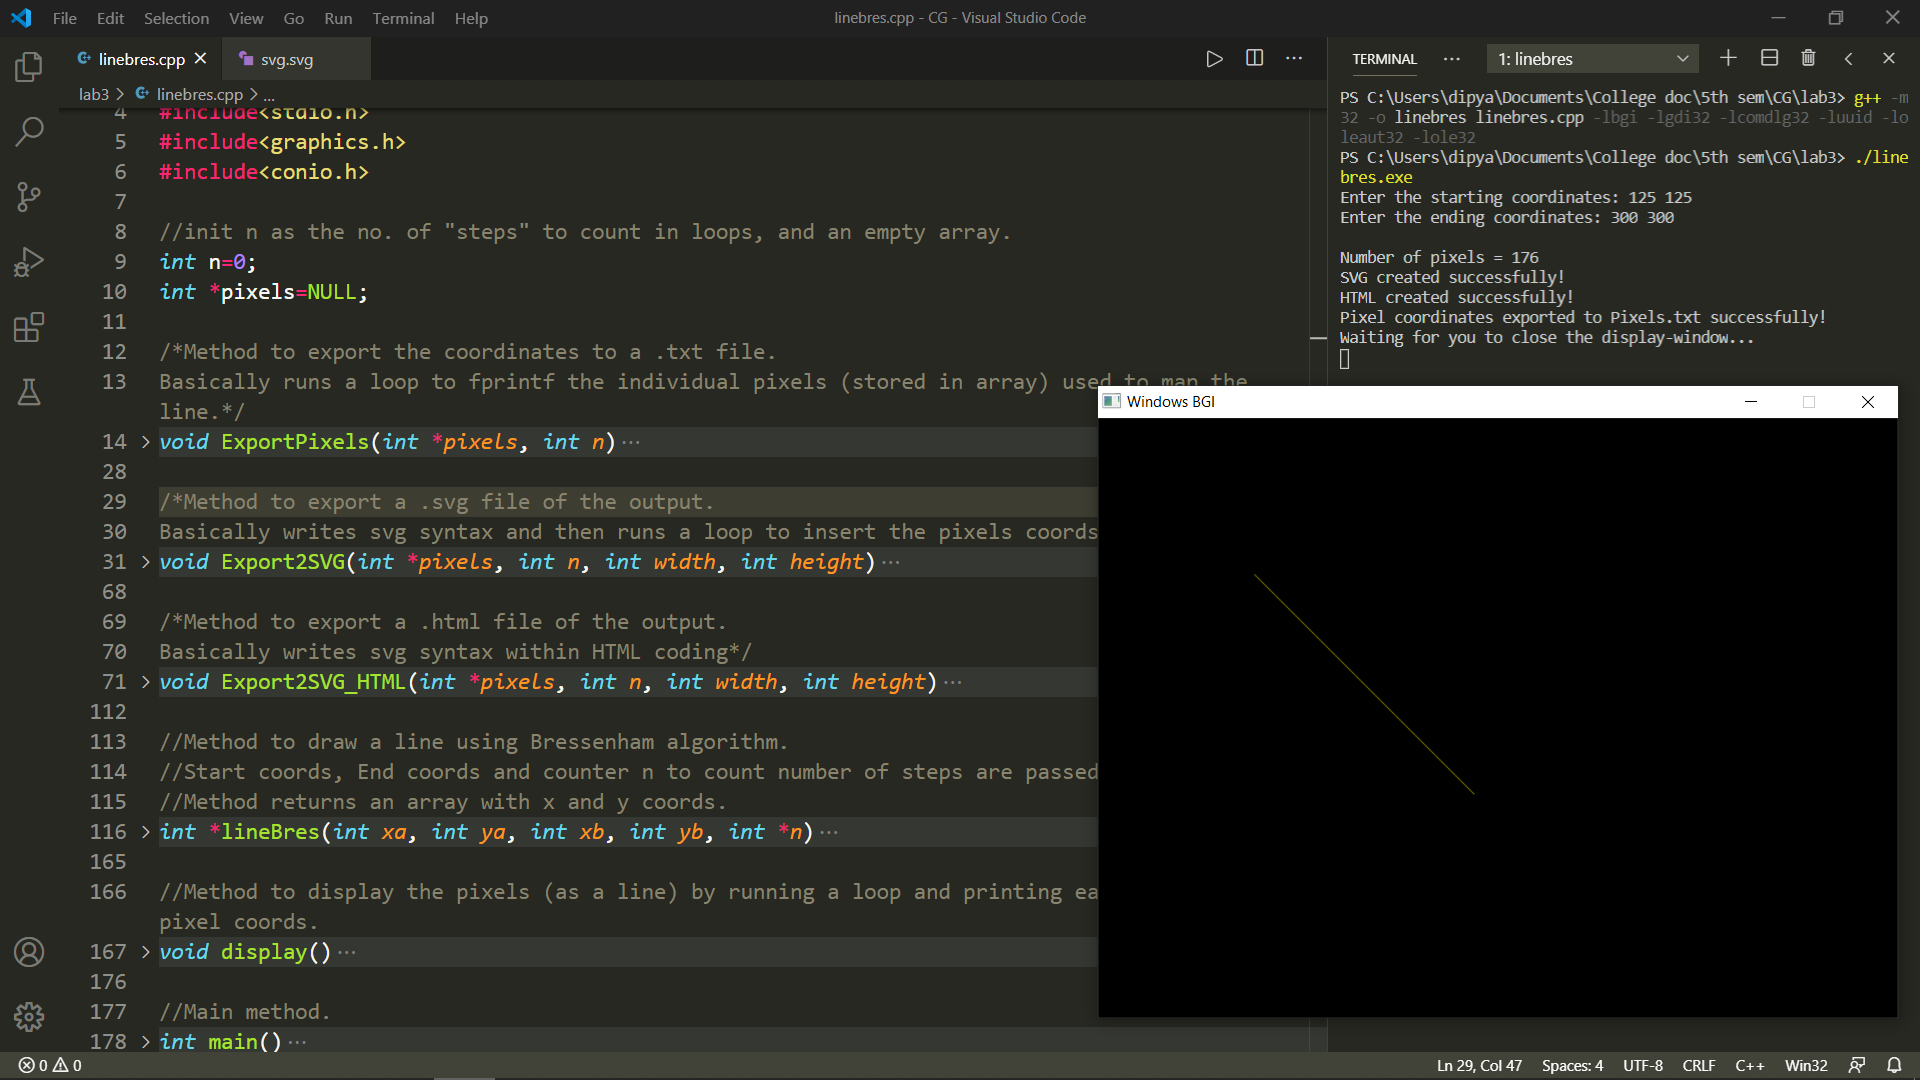 File Edit Selection View Go Run Terminal Help
linebres.cpp - CG - Visual Studio Code
linebres.cpp
svg.svg
lab3 > linebres.cpp > ...
4 #include<stdio.h>
5 #include<graphics.h>
6 #include<conio.h>
7
8 //init n as the no. of "steps" to count in loops, and an empty array.
9 int n=0;
10 int *pixels=NULL;
11
12 /*Method to export the coordinates to a .txt file.
13 Basically runs a loop to fprintf the individual pixels (stored in array) used to map the
line.*/
14 > void ExportPixels(int *pixels, int n)···
28
29 /*Method to export a .svg file of the output.
30 Basically writes svg syntax and then runs a loop to insert the pixels coords
31 > void Export2SVG(int *pixels, int n, int width, int height)···
68
69 /*Method to export a .html file of the output.
70 Basically writes svg syntax within HTML coding*/
71 > void Export2SVG_HTML(int *pixels, int n, int width, int height)···
112
113 //Method to draw a line using Bressenham algorithm.
114 //Start coords, End coords and counter n to count number of steps are passed
115 //Method returns an array with x and y coords.
116 > int *lineBres(int xa, int ya, int xb, int yb, int *n)···
165
166 //Method to display the pixels (as a line) by running a loop and printing ea
pixel coords.
167 > void display()···
176
177 //Main method.
178 > int main()···
TERMINAL ··· 1: linebres
PS C:\Users\dipya\Documents\College doc\5th sem\CG\lab3> g++ -m
32 -o linebres linebres.cpp -lbgi -lgdi32 -lcomdlg32 -luuid -lo
leaut32 -lole32
PS C:\Users\dipya\Documents\College doc\5th sem\CG\lab3> ./line
bres.exe
Enter the starting coordinates: 125 125
Enter the ending coordinates: 300 300
Number of pixels = 176
SVG created successfully!
HTML created successfully!
Pixel coordinates exported to Pixels.txt successfully!
Waiting for you to close the display-window...
Windows BGI
0 0
Ln 29, Col 47 Spaces: 4 UTF-8 CRLF C++ Win32